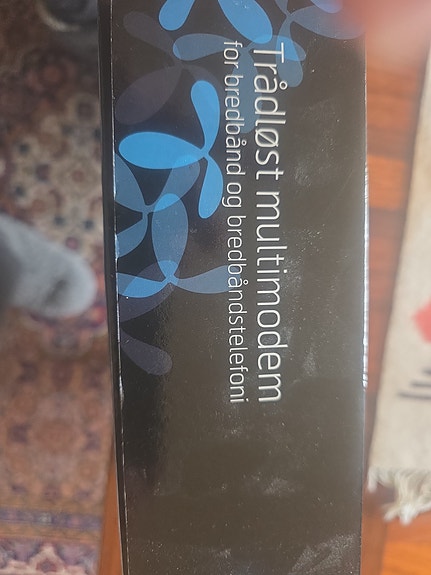 Trådløst multimodem
for bredbånd og bredbåndstelefoni